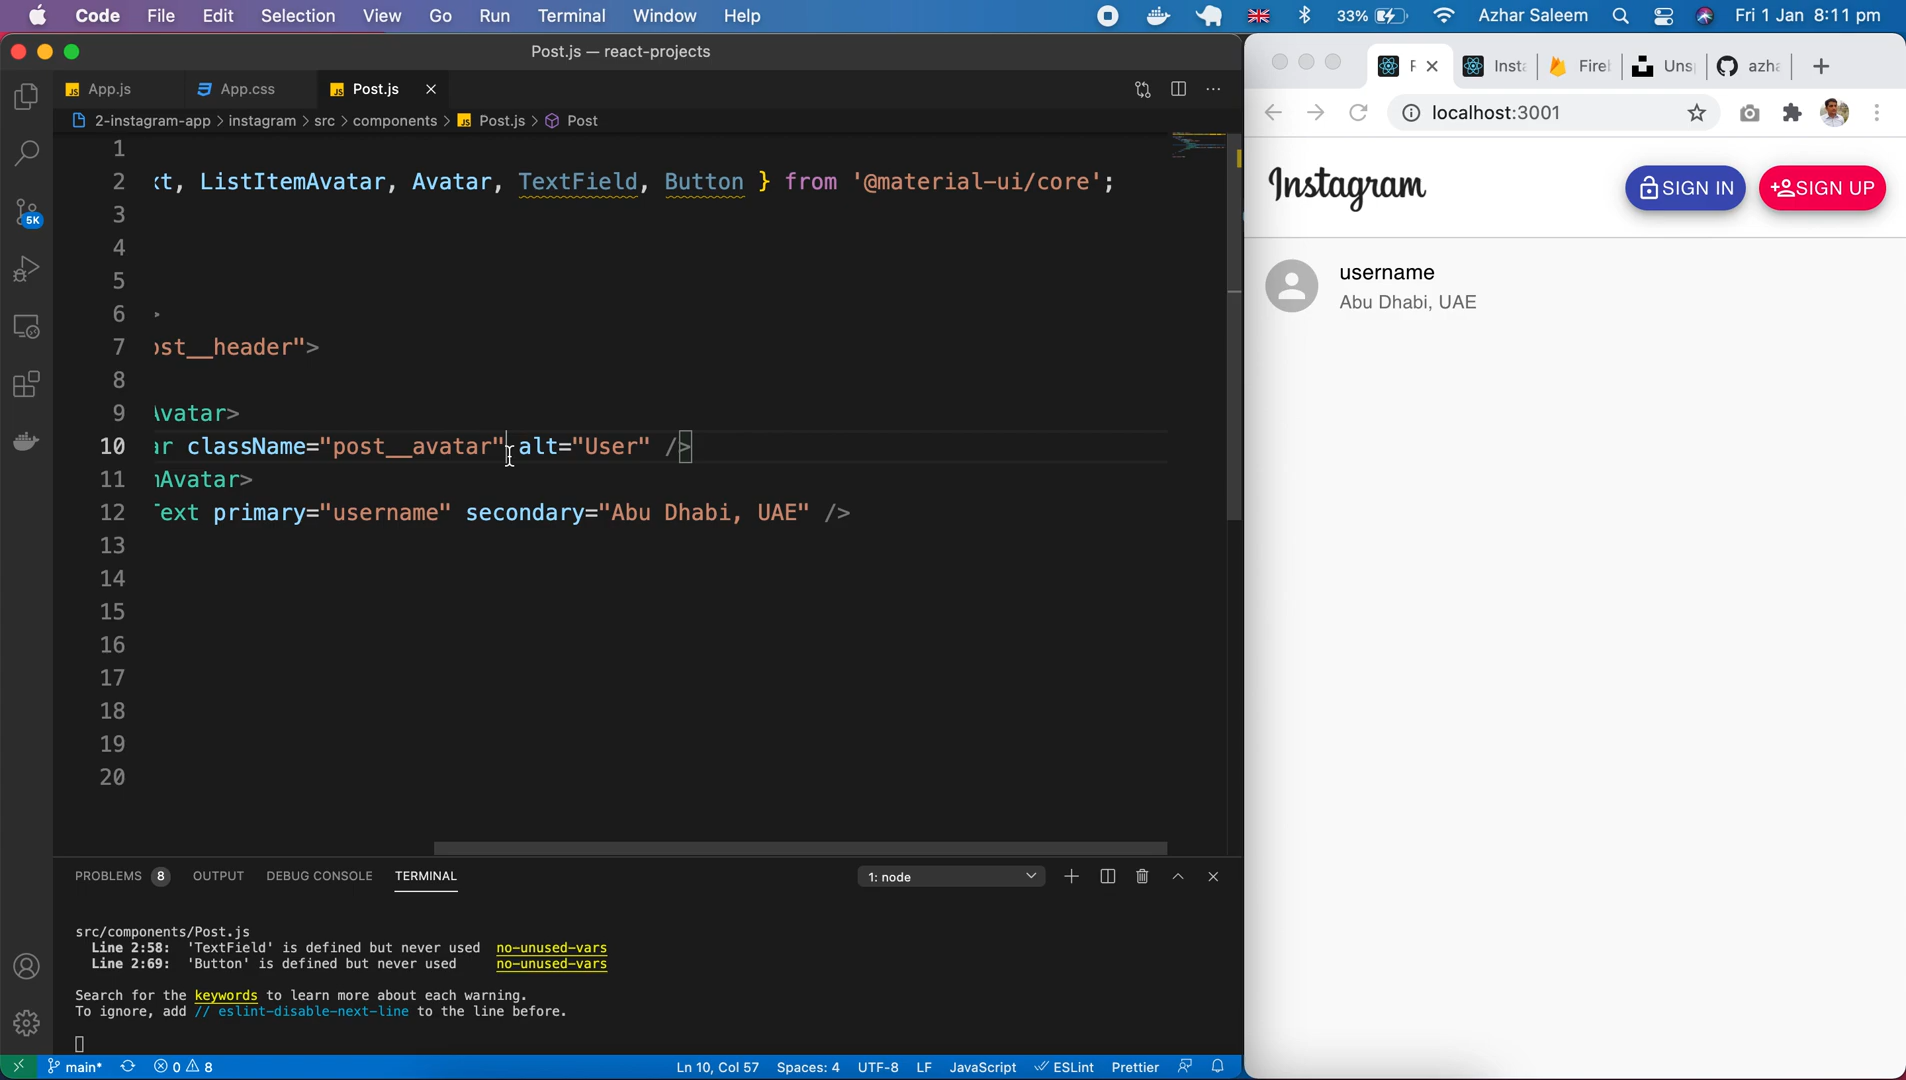 Code File Edit Selection View Go Run Terminal Window Help 33% Azhar Saleem Fri 1 Jan 8:11 pm
Post.js — react-projects
App.js App.css Post.js
2-instagram-app > instagram > src > components > Post.js > Post
1
2 xt, ListItemAvatar, Avatar, TextField, Button } from '@material-ui/core';
3
4
5
6 >
7 ost__header">
8
9 Avatar>
10 ar className="post__avatar" alt="User" />
11 mAvatar>
12 Text primary="username" secondary="Abu Dhabi, UAE" />
13
14
15
16
17
18
19
20
5K
PROBLEMS 8 OUTPUT DEBUG CONSOLE TERMINAL 1: node
src/components/Post.js
Line 2:58: 'TextField' is defined but never used no-unused-vars
Line 2:69: 'Button' is defined but never used no-unused-vars
Search for the keywords to learn more about each warning.
To ignore, add // eslint-disable-next-line to the line before.
main* 0 8 Ln 10, Col 57 Spaces: 4 UTF-8 LF JavaScript ESLint Prettier
Insta Fireb Uns azha
localhost:3001
Instagram SIGN IN SIGN UP
username
Abu Dhabi, UAE